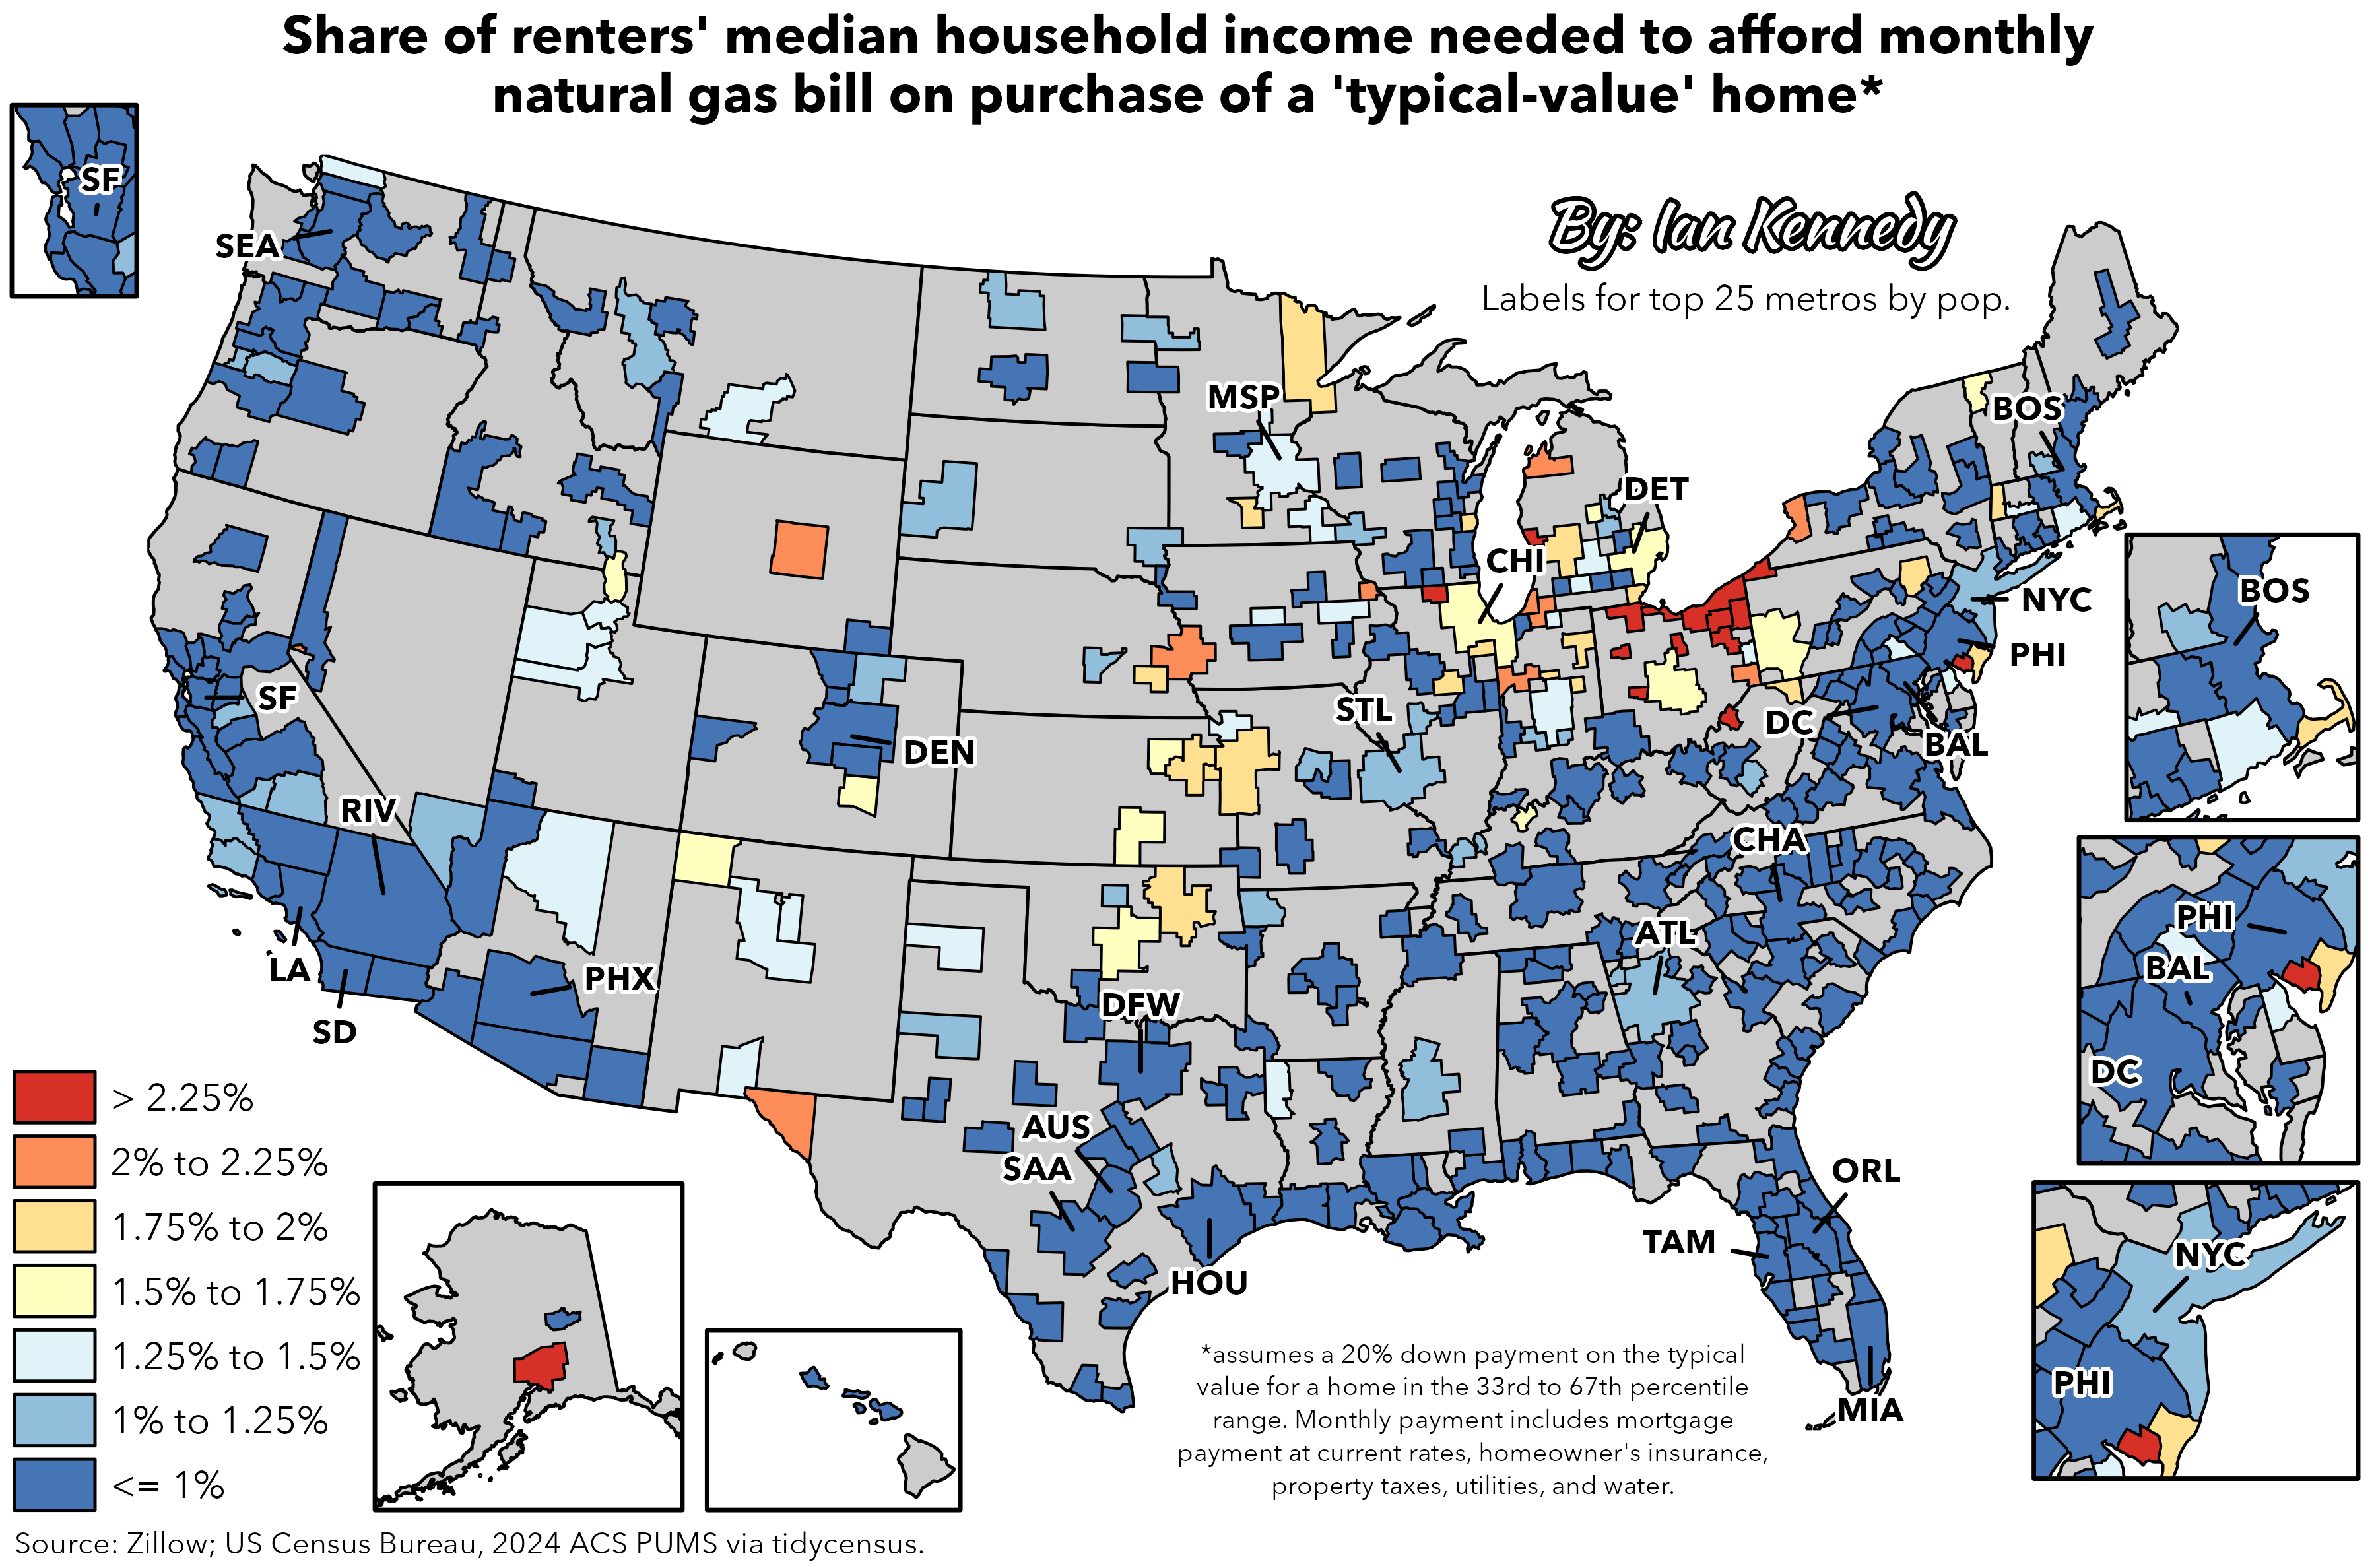 Share of renters' median household income needed to afford monthly
natural gas bill on purchase of a 'typical-value' home*
By: Ian Kennedy
Labels for top 25 metros by pop.
SF
SEA
MSP
BOS
DET
CHI
NYC
PHI
SF
STL
DC
BAL
DEN
RIV
CHA
ATL
LA
PHX
SD
DFW
AUS
SAA
HOU
ORL
TAM
MIA
BOS
PHI
BAL
DC
NYC
PHI
> 2.25%
2% to 2.25%
1.75% to 2%
1.5% to 1.75%
1.25% to 1.5%
1% to 1.25%
<= 1%
*assumes a 20% down payment on the typical
value for a home in the 33rd to 67th percentile
range. Monthly payment includes mortgage
payment at current rates, homeowner's insurance,
property taxes, utilities, and water.
Source: Zillow; US Census Bureau, 2024 ACS PUMS via tidycensus.